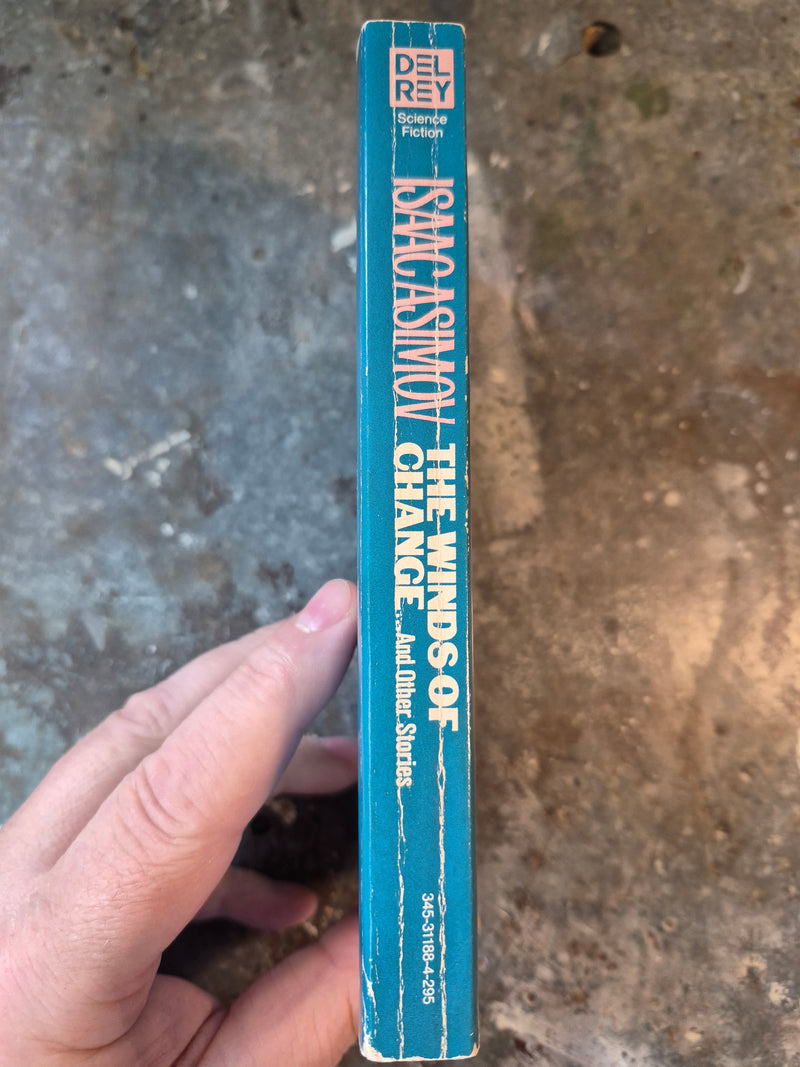 DEL
REY
Science
Fiction
ISAAC ASIMOV
THE WINDS OF
CHANGE...And Other Stories
345-31188-4-295